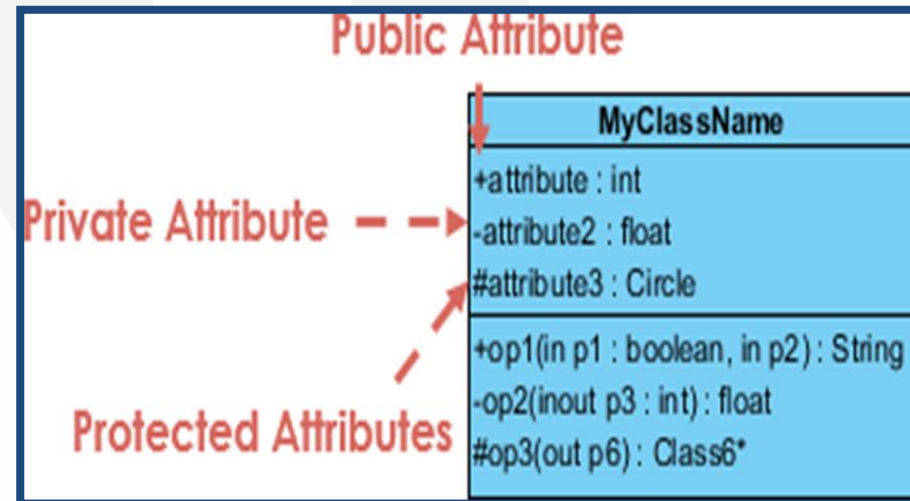 Public Attribute
MyClassName
+attribute : int
Private Attribute
-attribute2 : float
#attribute3 : Circle
+op1(in p1 : boolean, in p2) : String
-op2(inout p3 : int) : float
Protected Attributes
#op3(out p6) : Class6*